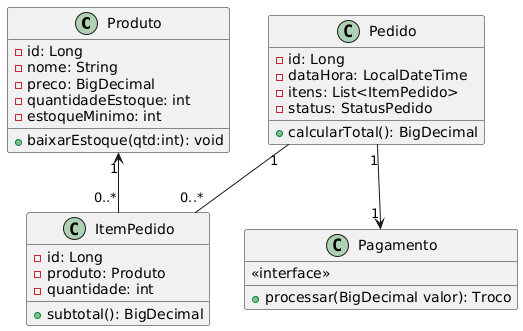 C Produto
id: Long
nome: String
preco: BigDecimal
quantidadeEstoque: int
estoqueMinimo: int
baixarEstoque(qtd:int): void
C Pedido
id: Long
dataHora: LocalDateTime
itens: List<ItemPedido>
status: StatusPedido
calcularTotal(): BigDecimal
1
1
1
0..*
0..*
1
C ItemPedido
id: Long
produto: Produto
quantidade: int
subtotal(): BigDecimal
C Pagamento
«interface»
processar(BigDecimal valor): Troco